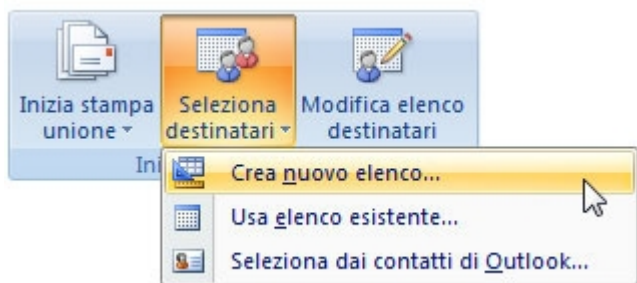 Inizia stampa unione
Seleziona destinatari
Modifica elenco destinatari
Ini
Crea nuovo elenco...
Usa elenco esistente...
Seleziona dai contatti di Outlook...